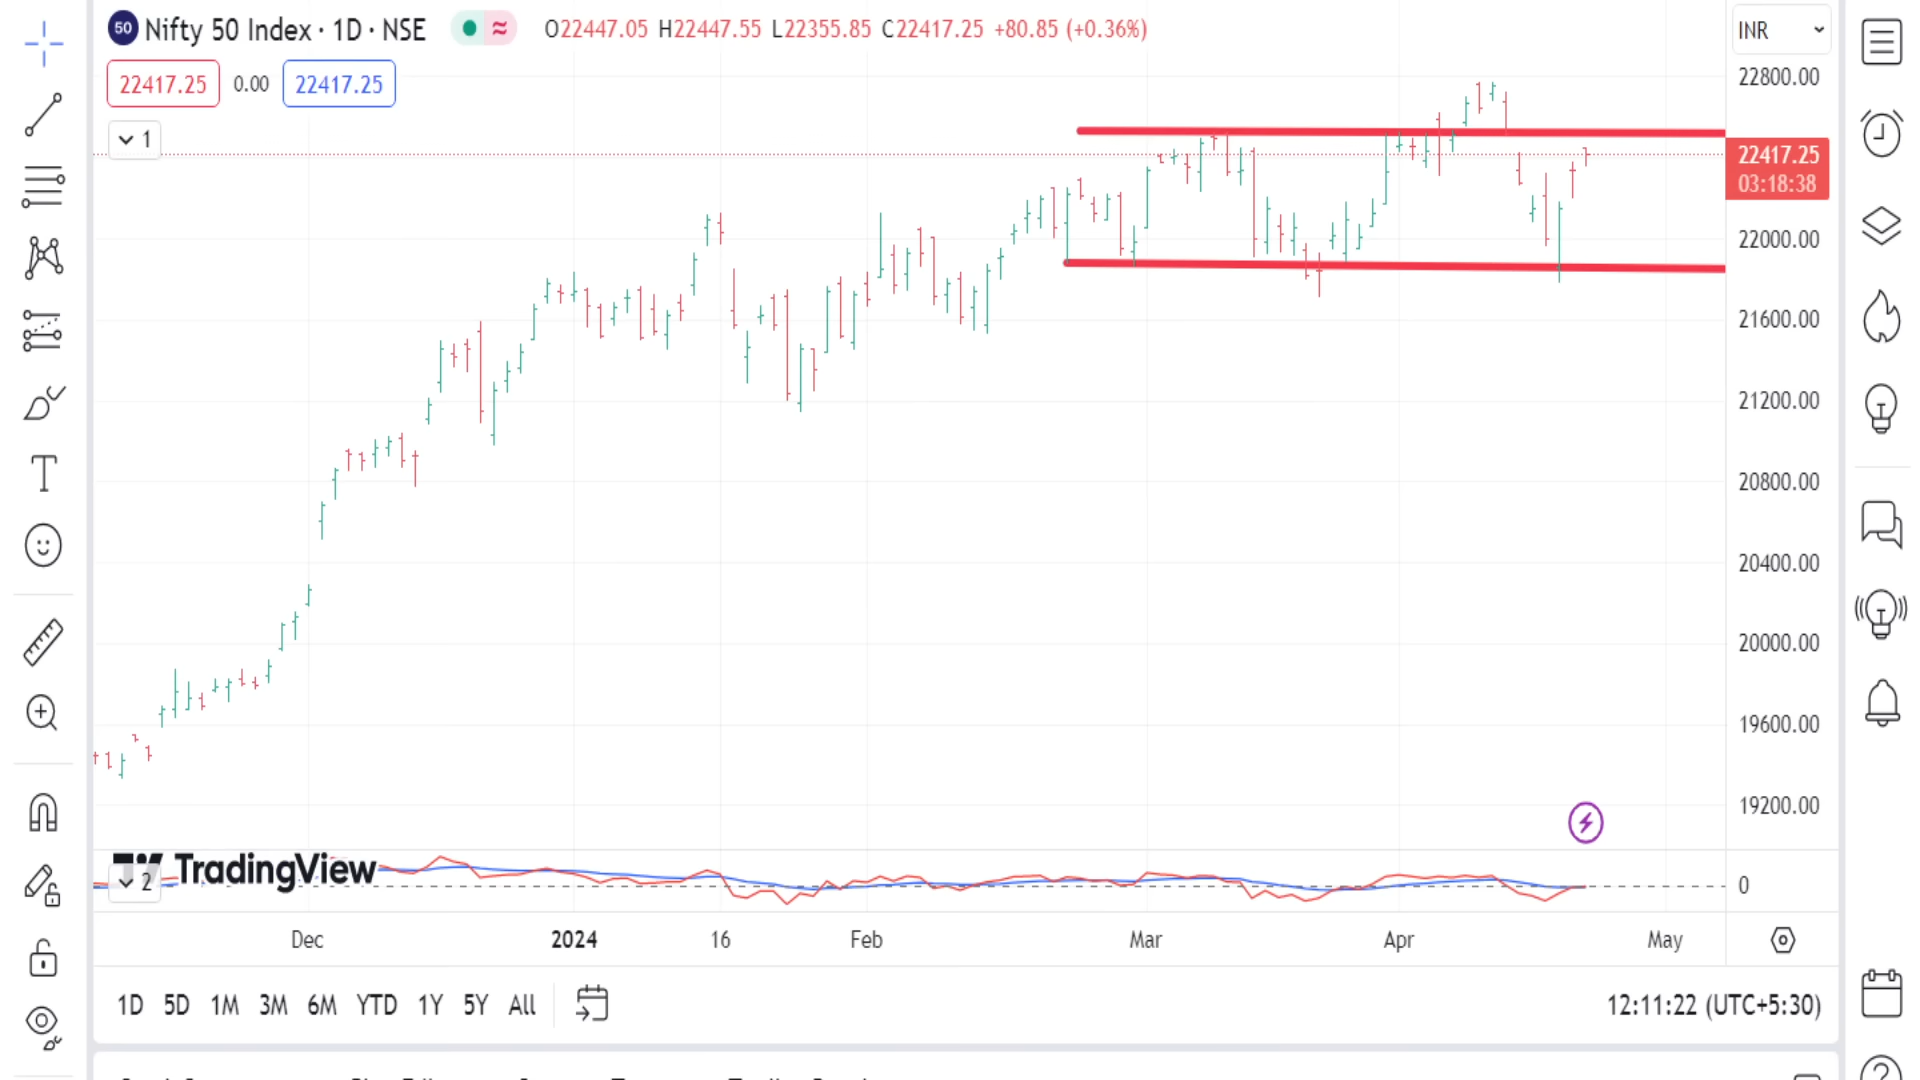 50 Nifty 50 Index · 1D · NSE
O22447.05 H22447.55 L22355.85 C22417.25 +80.85 (+0.36%)
INR
22417.25 0.00 22417.25
1
22800.00
22417.25
03:18:38
22000.00
21600.00
21200.00
20800.00
20400.00
20000.00
19600.00
19200.00
TradingView
2
0
Dec 2024 16 Feb Mar Apr May
1D 5D 1M 3M 6M YTD 1Y 5Y All
12:11:22 (UTC+5:30)